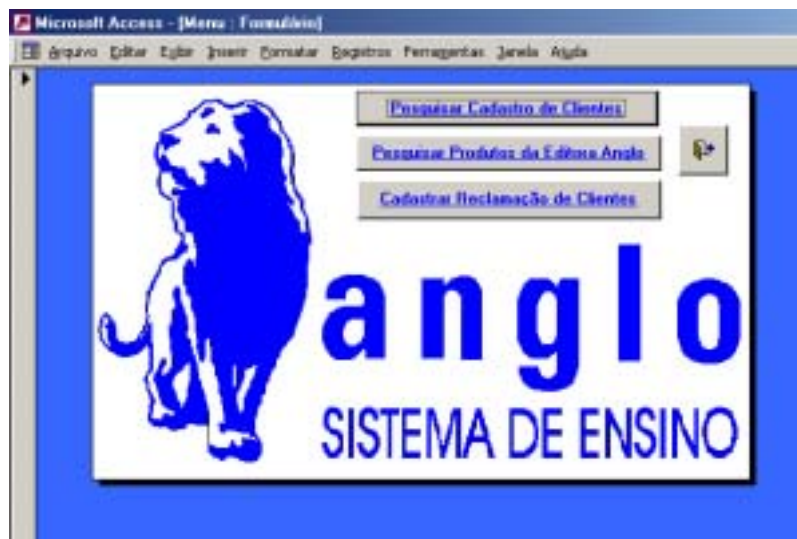 Microsoft Access - [Menu : Formulário]
Arquivo Editar Exibir Inserir Formatar Registros Ferramentas Janela Ajuda
Pesquisar Cadastro de Clientes
Pesquisar Produtos da Editora Anglo
Cadastrar Reclamação de Clientes
anglo
SISTEMA DE ENSINO